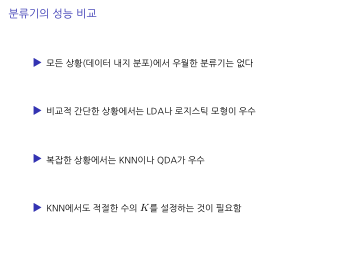 분류기의 성능 비교
▶ 모든 상황(데이터 내지 분포)에서 우월한 분류기는 없다
▶ 비교적 간단한 상황에서는 LDA나 로지스틱 모형이 우수
▶ 복잡한 상황에서는 KNN이나 QDA가 우수
▶ KNN에서도 적절한 수의 K를 설정하는 것이 필요함